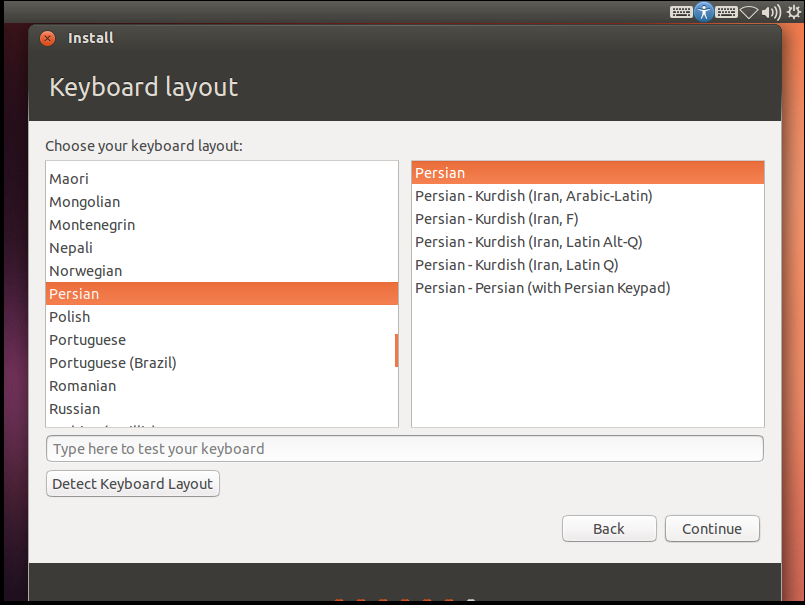 Install
Keyboard layout
Choose your keyboard layout:
Maori
Mongolian
Montenegrin
Nepali
Norwegian
Persian
Polish
Portuguese
Portuguese (Brazil)
Romanian
Russian
Persian
Persian - Kurdish (Iran, Arabic-Latin)
Persian - Kurdish (Iran, F)
Persian - Kurdish (Iran, Latin Alt-Q)
Persian - Kurdish (Iran, Latin Q)
Persian - Persian (with Persian Keypad)
Type here to test your keyboard
Detect Keyboard Layout
Back
Continue